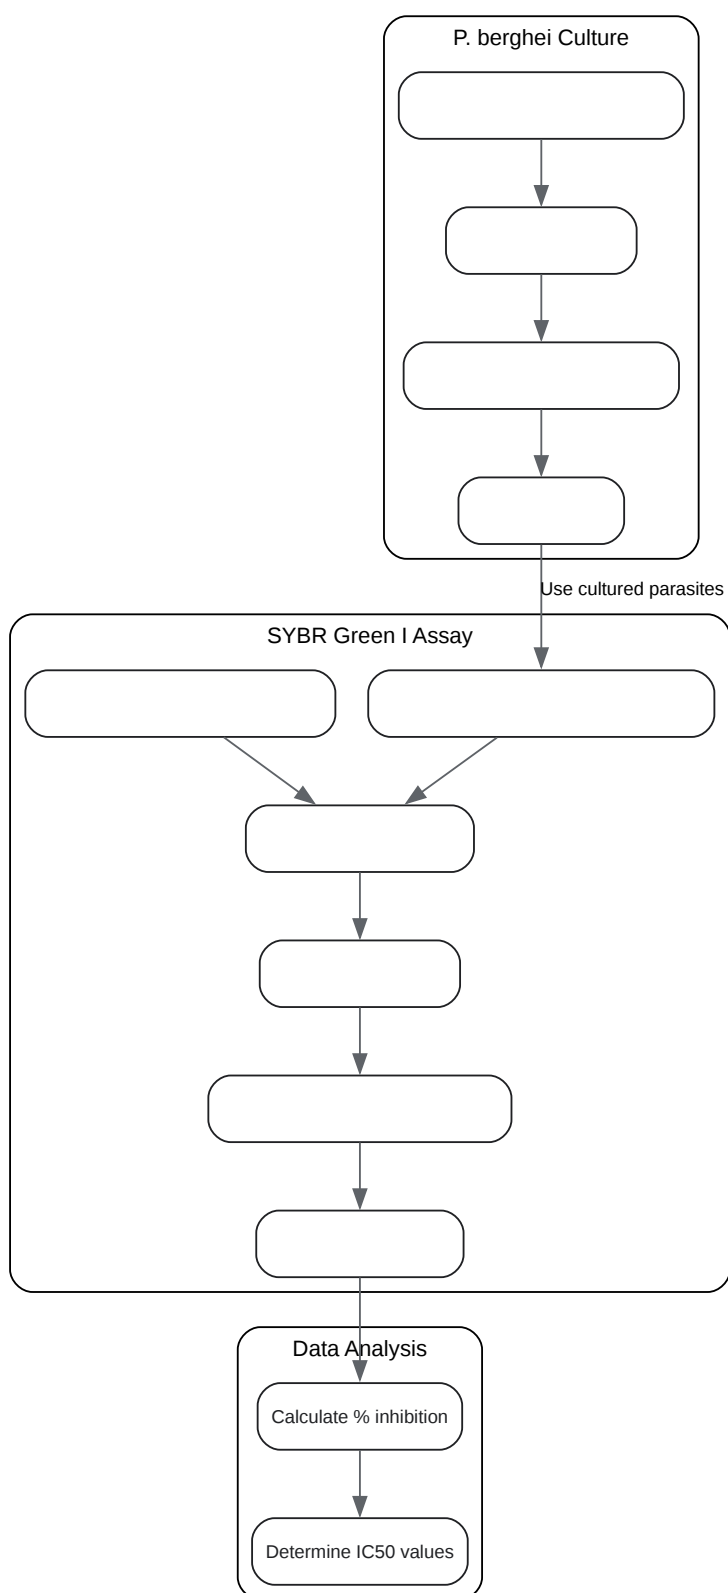 P. berghei Culture
Use cultured parasites
SYBR Green I Assay
Data Analysis
Calculate % inhibition
Determine IC50 values